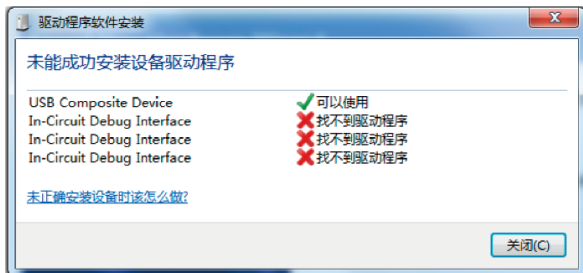 驱动程序软件安装
未能成功安装设备驱动程序
USB Composite Device 可以使用
In-Circuit Debug Interface 找不到驱动程序
In-Circuit Debug Interface 找不到驱动程序
In-Circuit Debug Interface 找不到驱动程序
未正确安装设备时该怎么做?
关闭(C)